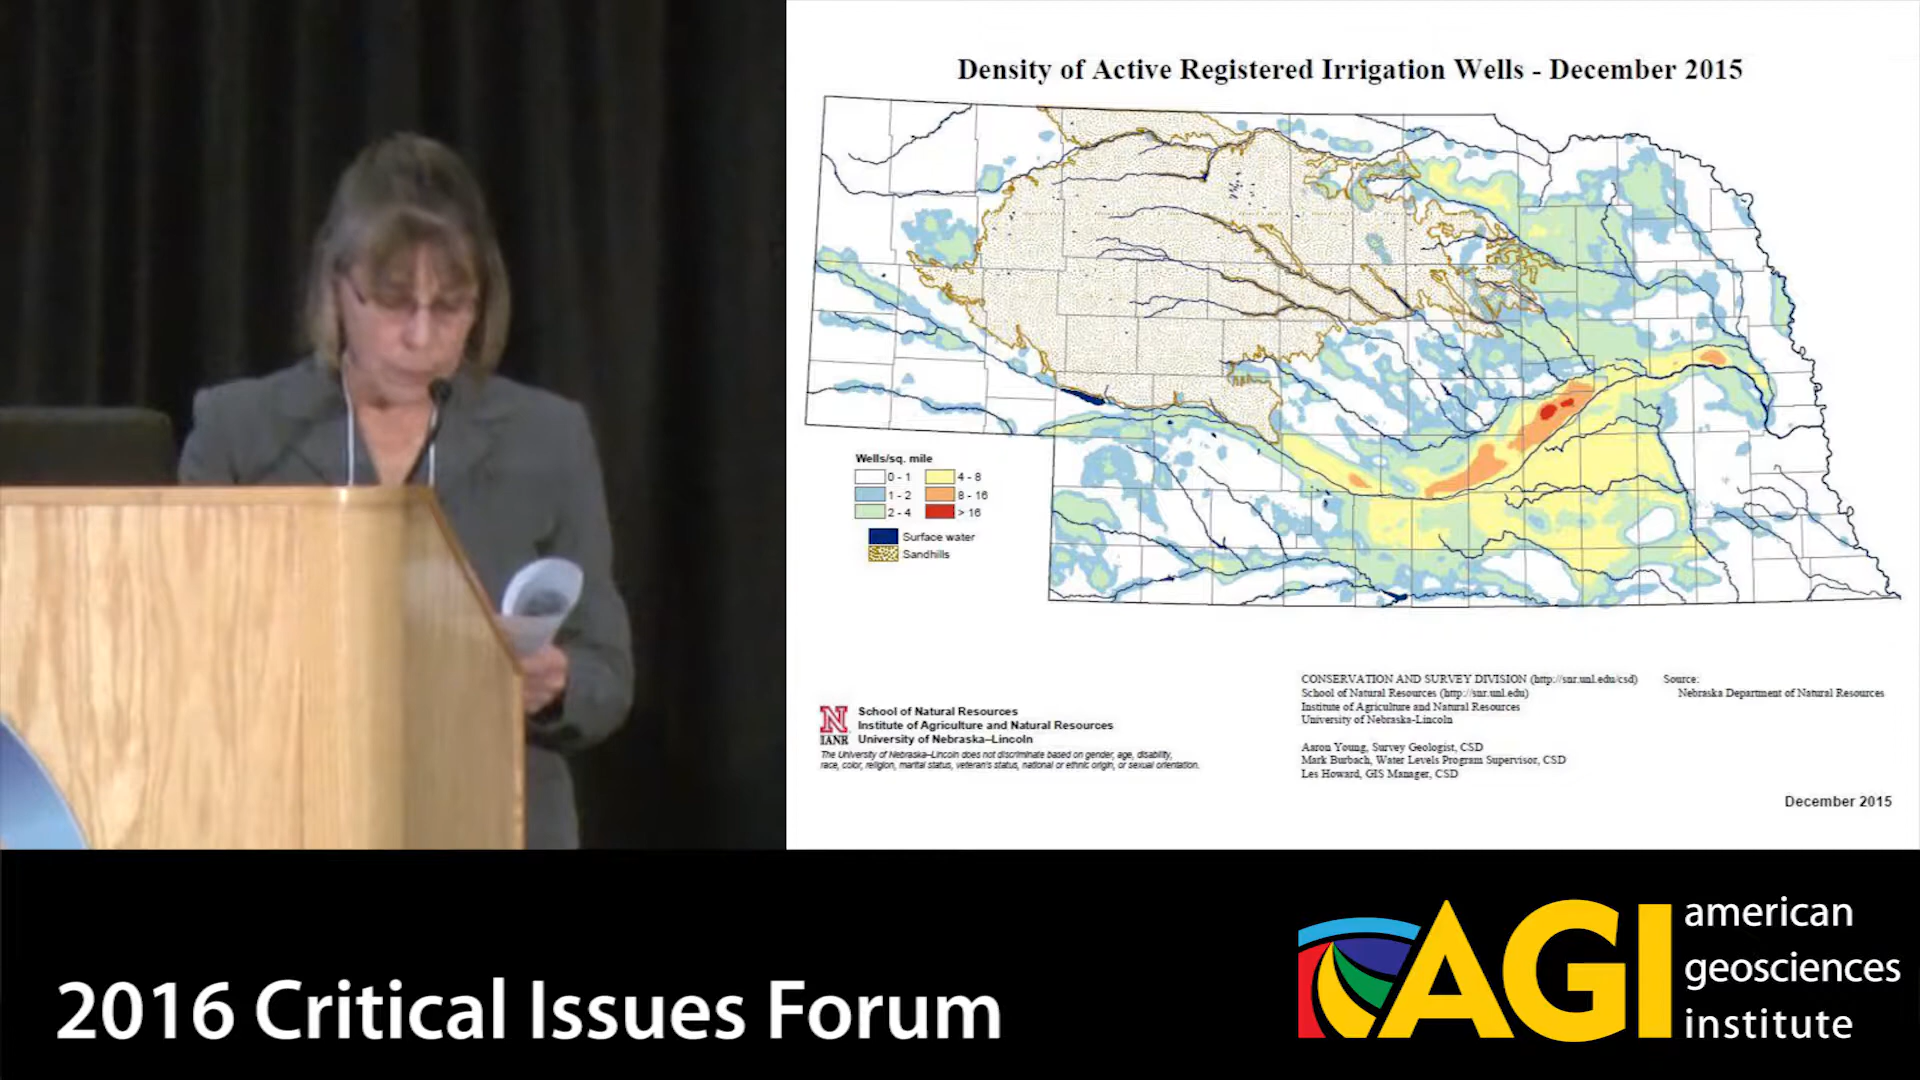 Density of Active Registered Irrigation Wells - December 2015
Wells/sq. mile
0 - 1
4 - 8
1 - 2
8 - 16
2 - 4
> 16
Surface water
Sandhills
N
IANR
School of Natural Resources
Institute of Agriculture and Natural Resources
University of Nebraska–Lincoln
The University of Nebraska–Lincoln does not discriminate based on gender, age, disability,
race, color, religion, marital status, veteran's status, national or ethnic origin, or sexual orientation.
CONSERVATION AND SURVEY DIVISION (http://snr.unl.edu/csd)
School of Natural Resources (http://snr.unl.edu)
Institute of Agriculture and Natural Resources
University of Nebraska-Lincoln
Source:
Nebraska Department of Natural Resources
Aaron Young, Survey Geologist, CSD
Mark Burbach, Water Levels Program Supervisor, CSD
Les Howard, GIS Manager, CSD
December 2015
2016 Critical Issues Forum
AGI
american
geosciences
institute